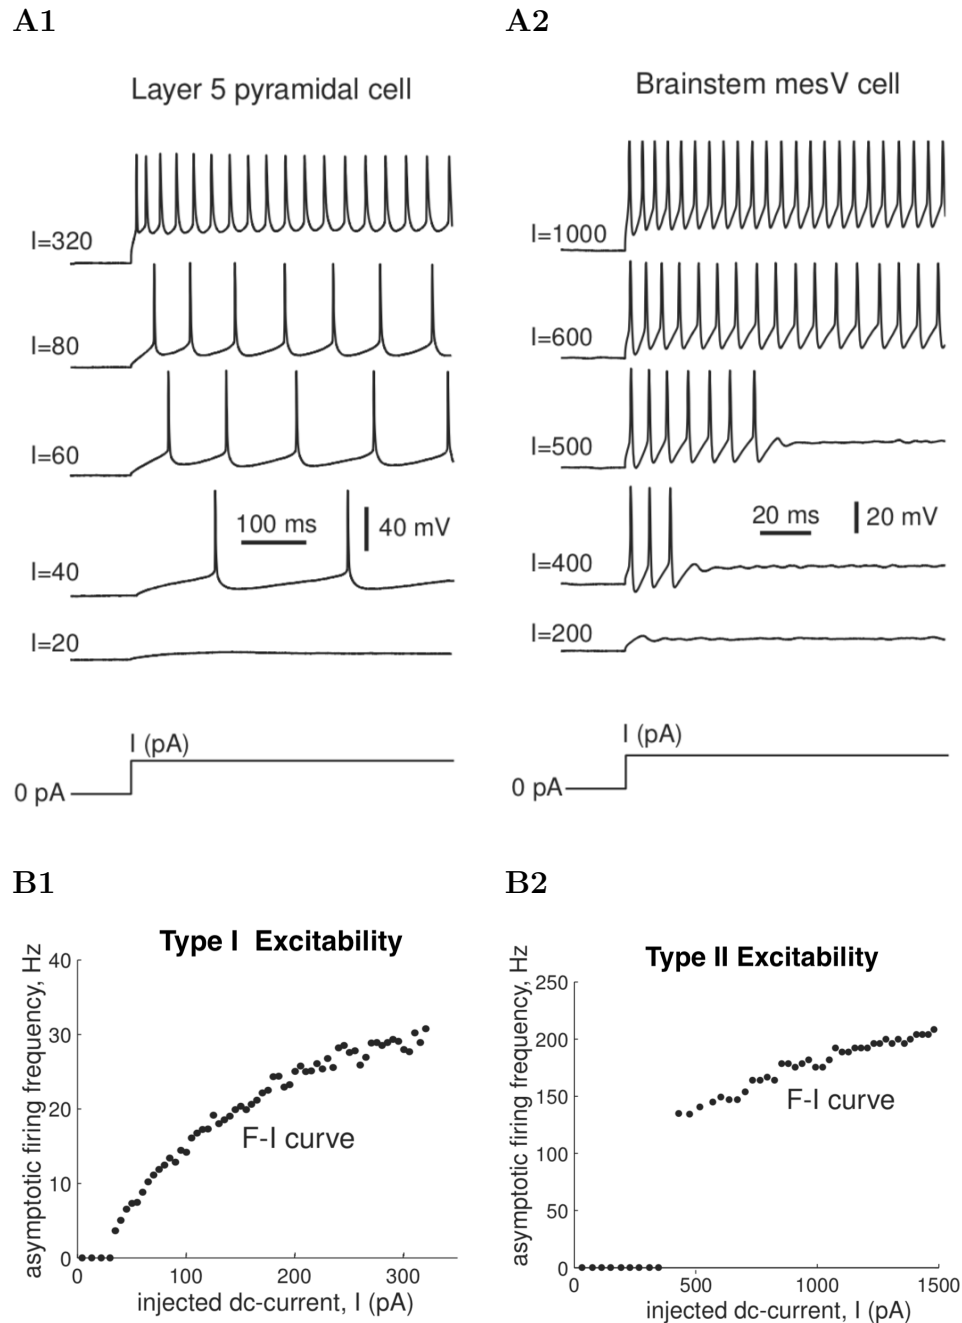 A1
Layer 5 pyramidal cell
I=320
I=80
I=60
100 ms
40 mV
I=40
I=20
I (pA)
0 pA
A2
Brainstem mesV cell
I=1000
I=600
I=500
20 ms
20 mV
I=400
I=200
I (pA)
0 pA
B1
Type I Excitability
asymptotic firing frequency, Hz
40
30
20
10
0
F-I curve
0 100 200 300
injected dc-current, I (pA)
B2
Type II Excitability
asymptotic firing frequency, Hz
250
200
150
100
50
0
F-I curve
500 1000 1500
injected dc-current, I (pA)